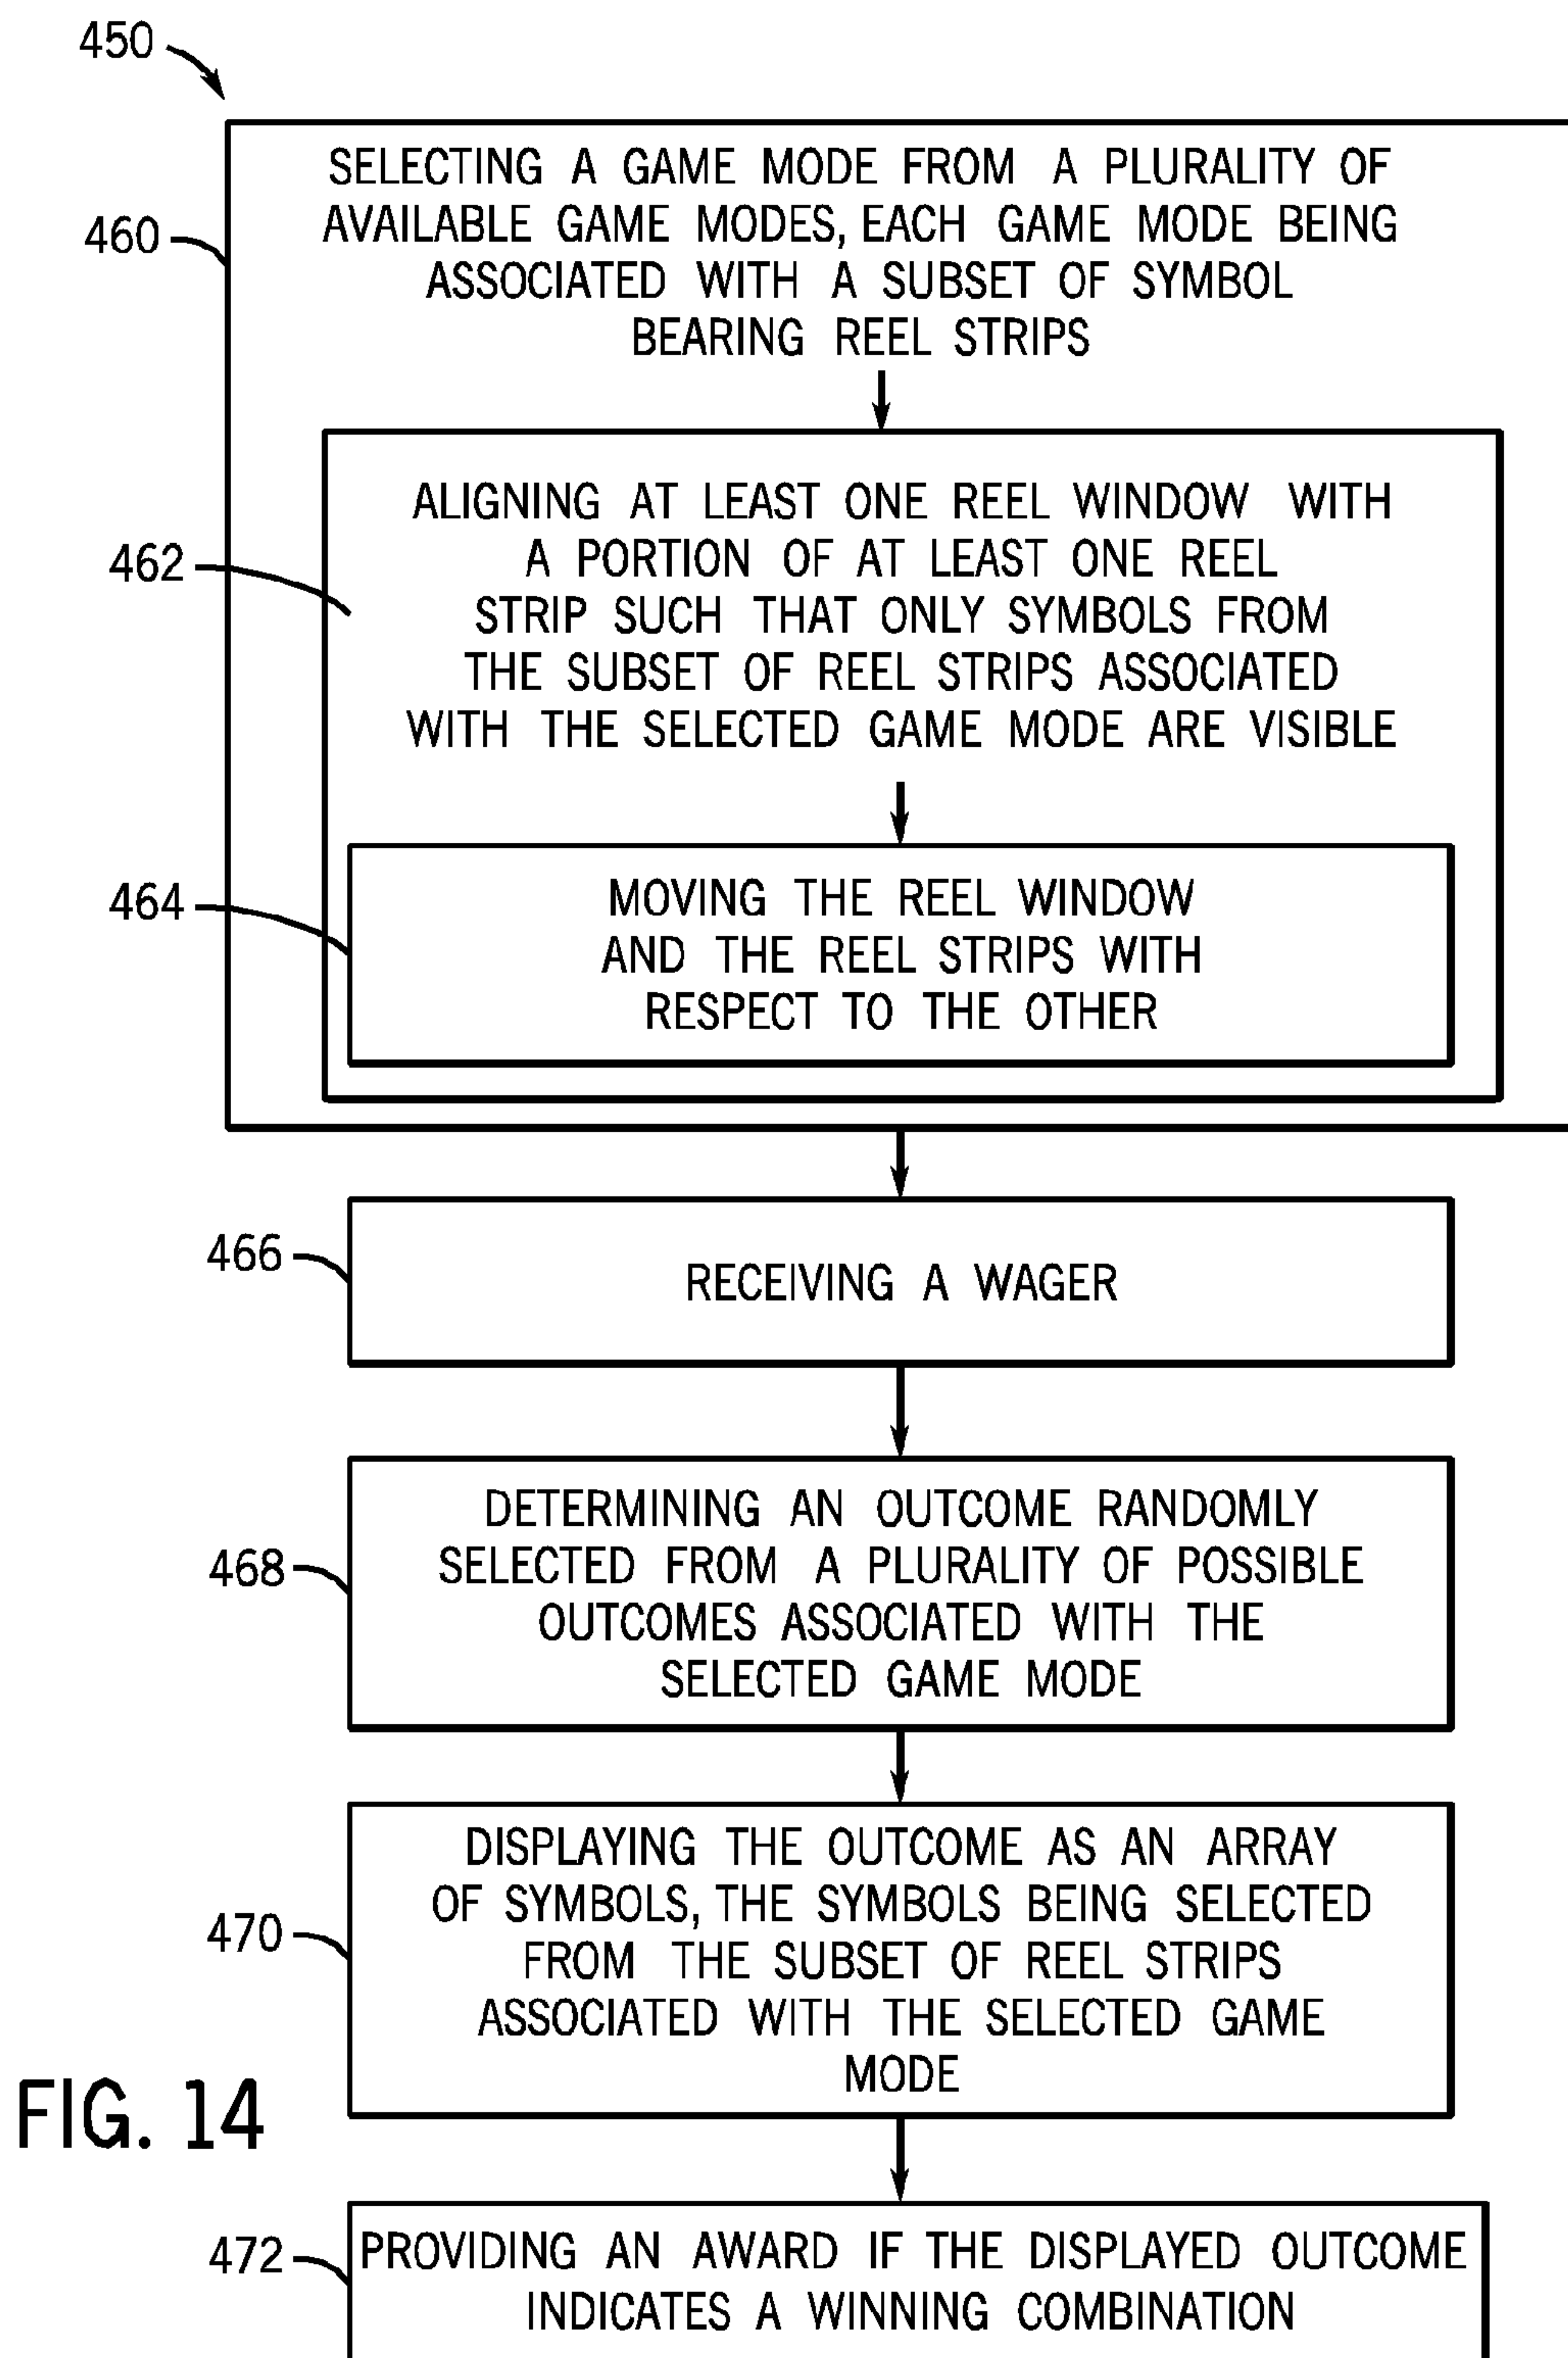 450
460
SELECTING A GAME MODE FROM A PLURALITY OF
AVAILABLE GAME MODES, EACH GAME MODE BEING
ASSOCIATED WITH A SUBSET OF SYMBOL
BEARING REEL STRIPS
462
ALIGNING AT LEAST ONE REEL WINDOW WITH
A PORTION OF AT LEAST ONE REEL
STRIP SUCH THAT ONLY SYMBOLS FROM
THE SUBSET OF REEL STRIPS ASSOCIATED
WITH THE SELECTED GAME MODE ARE VISIBLE
464
MOVING THE REEL WINDOW
AND THE REEL STRIPS WITH
RESPECT TO THE OTHER
466
RECEIVING A WAGER
468
DETERMINING AN OUTCOME RANDOMLY
SELECTED FROM A PLURALITY OF POSSIBLE
OUTCOMES ASSOCIATED WITH THE
SELECTED GAME MODE
470
DISPLAYING THE OUTCOME AS AN ARRAY
OF SYMBOLS, THE SYMBOLS BEING SELECTED
FROM THE SUBSET OF REEL STRIPS
ASSOCIATED WITH THE SELECTED GAME
MODE
FIG. 14
472
PROVIDING AN AWARD IF THE DISPLAYED OUTCOME
INDICATES A WINNING COMBINATION